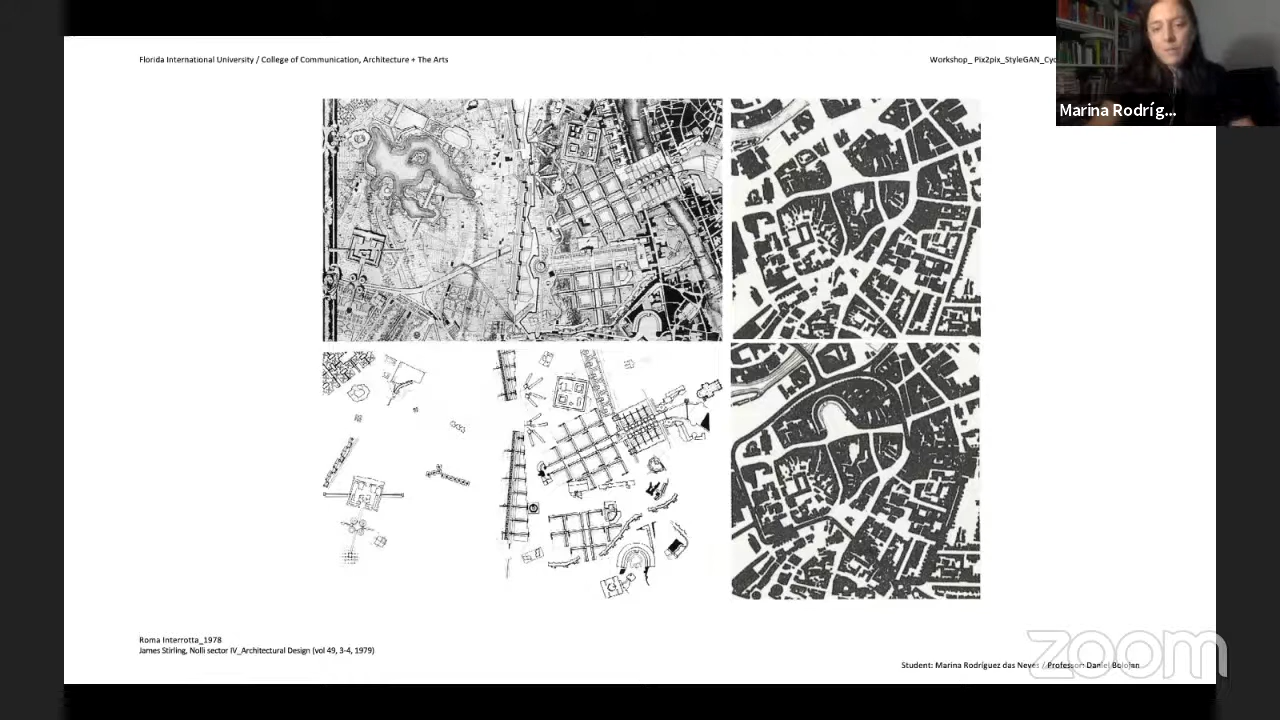 Florida International University / College of Communication, Architecture + The Arts
Workshop_ Pix2pix_StyleGAN_Cyc
Marina Rodríg...
Roma Interrotta_1978
James Stirling, Nolli sector IV_Architectural Design (vol 49, 3-4, 1979)
Student: Marina Rodríguez das Neves / Professor: Daniel Bolojan
zoom